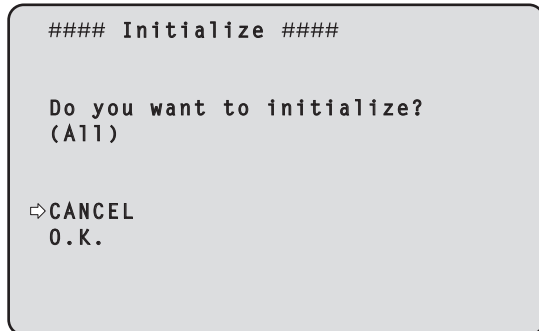 #### Initialize ####
Do you want to initialize?
(All)
⇨CANCEL
O.K.